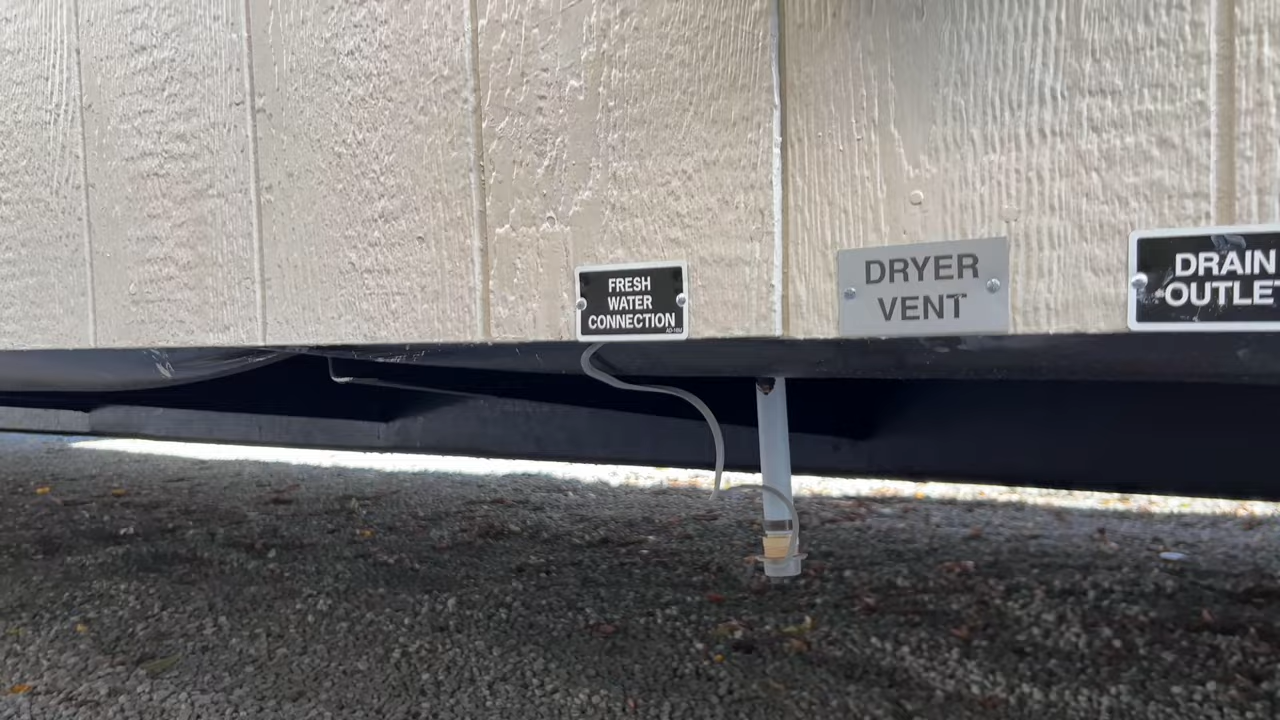 FRESH
WATER
CONNECTION
DRYER
VENT
DRAIN
OUTLET